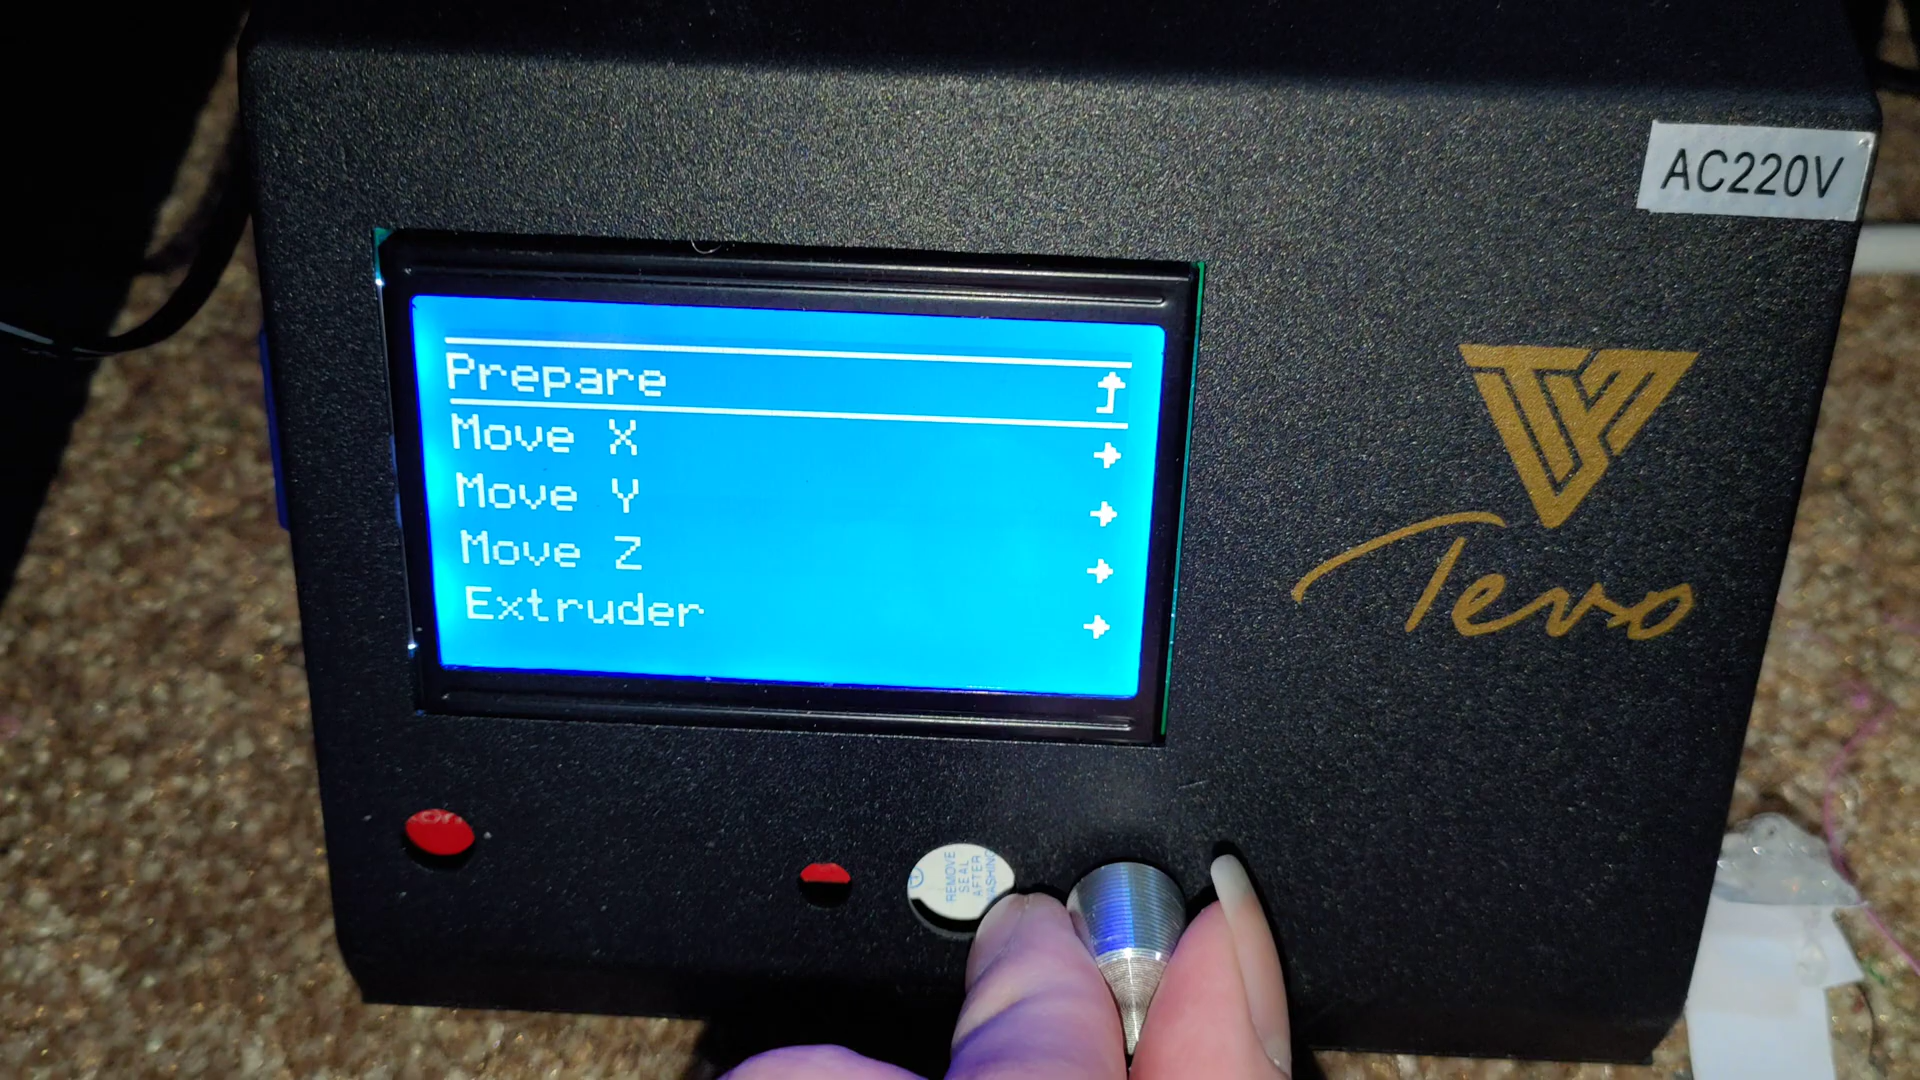 AC220V
Prepare
Move X
Move Y
Move Z
Extruder
Tevo
REMOVE
SEAL
AFTER